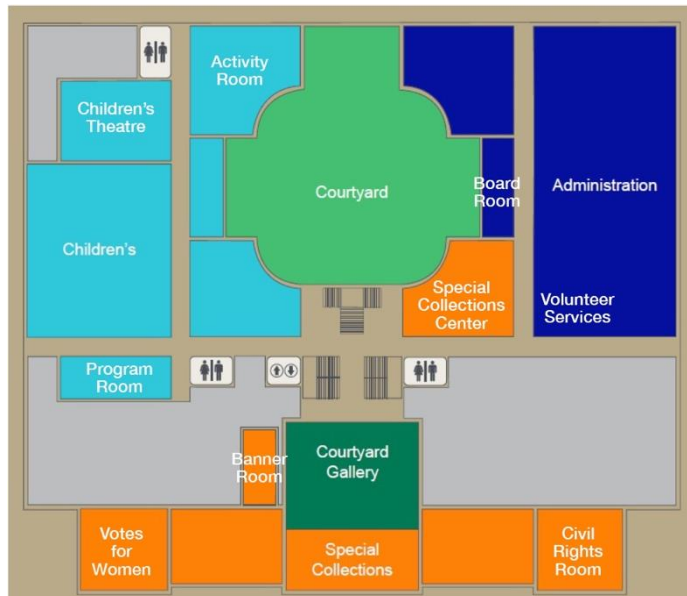 Activity
Room
Children's
Theatre
Courtyard
Board
Room
Administration
Children's
Special
Collections
Center
Volunteer
Services
Program
Room
Banner
Room
Courtyard
Gallery
Votes
for
Women
Special
Collections
Civil
Rights
Room